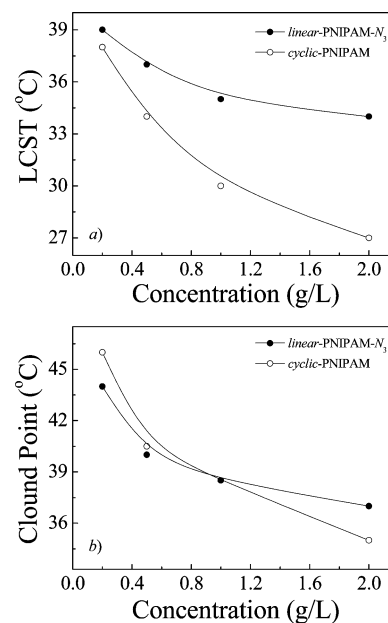 39
36
33
30
27
LCST (°C)
linear-PNIPAM-N₃
cyclic-PNIPAM
a)
0.0 0.4 0.8 1.2 1.6 2.0
Concentration (g/L)
45
42
39
36
Clound Point (°C)
linear-PNIPAM-N₃
cyclic-PNIPAM
b)
0.0 0.4 0.8 1.2 1.6 2.0
Concentration (g/L)